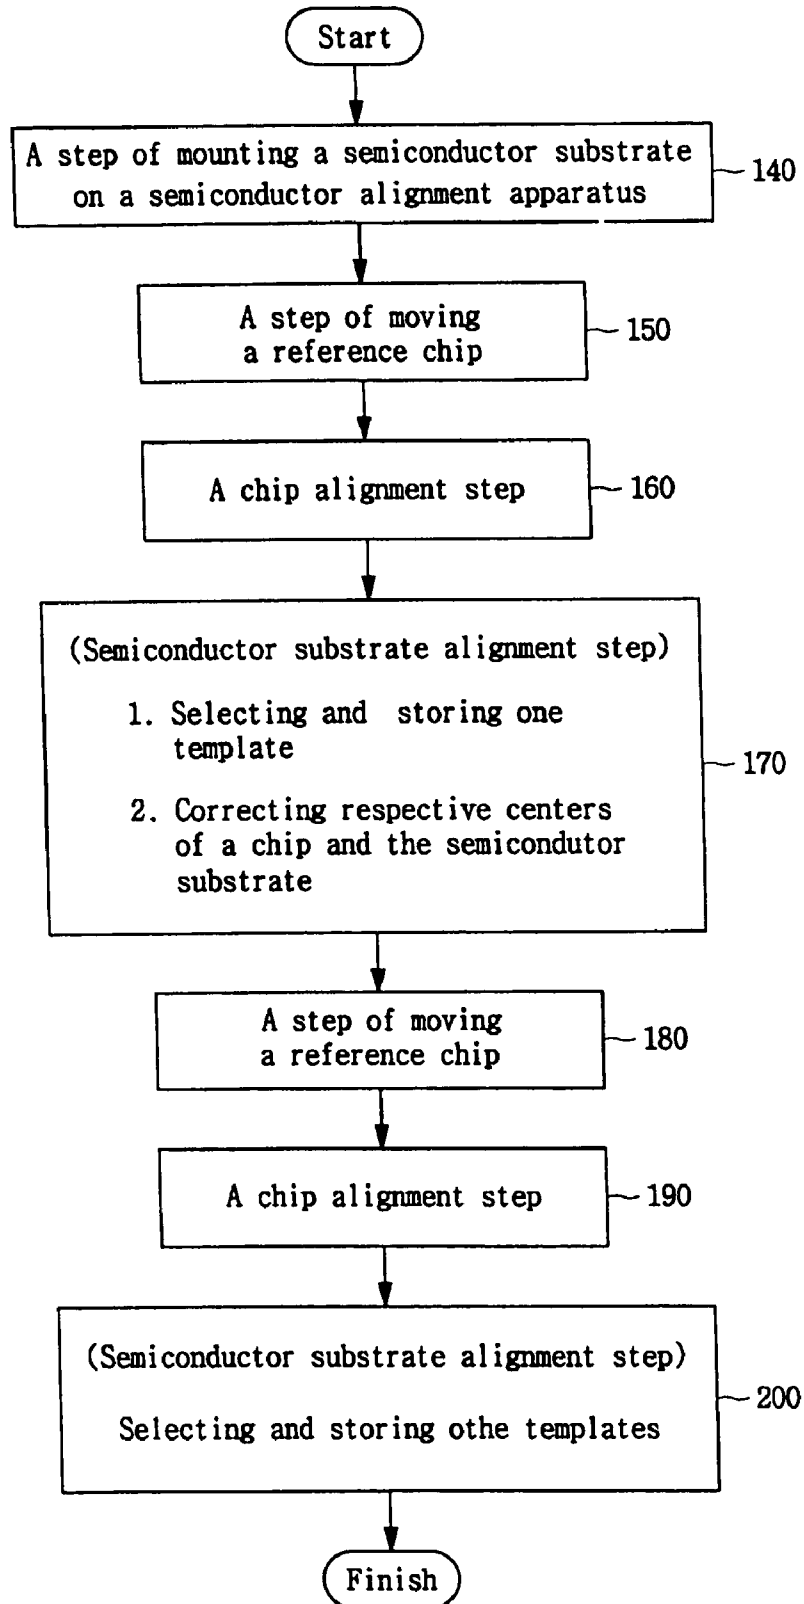 Start
A step of mounting a semiconductor substrate
on a semiconductor alignment apparatus
140
A step of moving
a reference chip
150
A chip alignment step
160
(Semiconductor substrate alignment step)
1. Selecting and storing one
template
2. Correcting respective centers
of a chip and the semicondutor
substrate
170
A step of moving
a reference chip
180
A chip alignment step
190
(Semiconductor substrate alignment step)
Selecting and storing othe templates
200
Finish